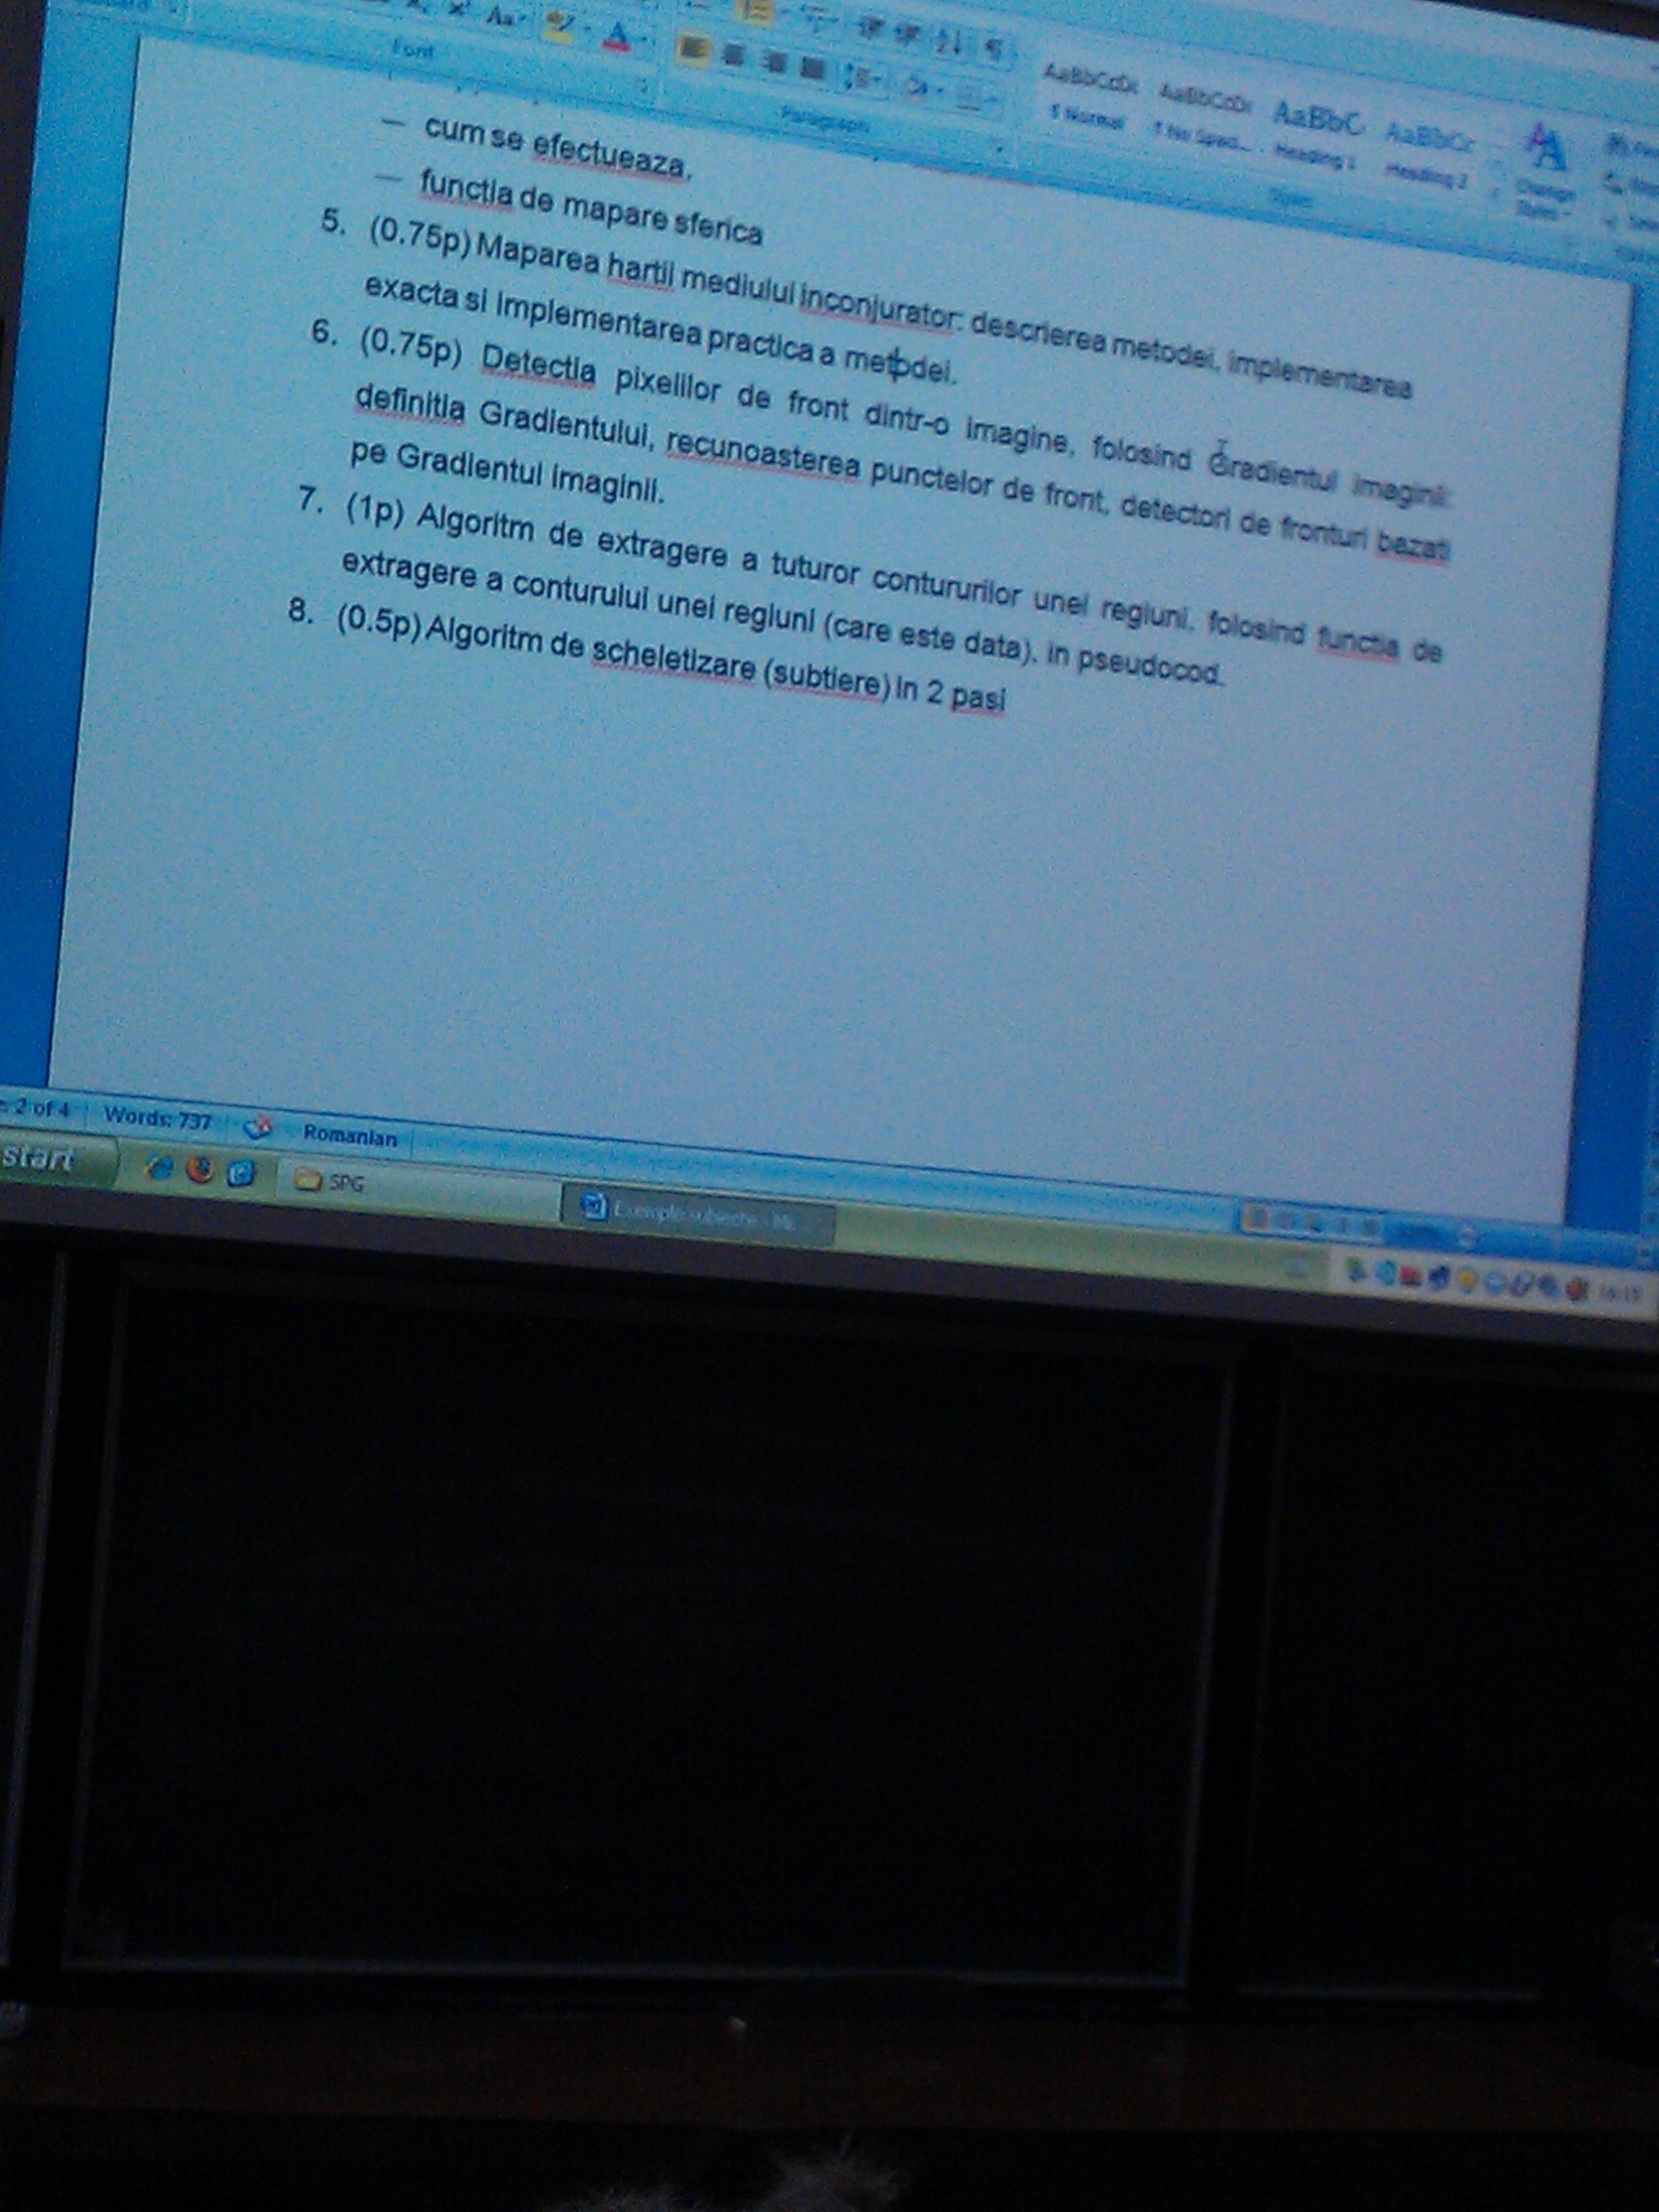 Aa
A
Font
Paragraph
AaBbCcDc AaBbCcDc AaBbC AaBbCc
¶ Normal ¶ No Spaci... Heading 1 Heading 2
Change
Styles
— cum se efectueaza,
— functia de mapare sferica
5. (0.75p) Maparea hartii mediului inconjurator: descrierea metodei, implementarea
exacta si implementarea practica a metodei.
6. (0.75p) Detectia pixelilor de front dintr-o imagine, folosind Gradientul imaginii:
definitia Gradientului, recunoasterea punctelor de front, detectori de fronturi bazati
pe Gradientul imaginii.
7. (1p) Algoritm de extragere a tuturor contururilor unei regiuni, folosind functia de
extragere a conturului unei regiuni (care este data), in pseudocod.
8. (0.5p) Algoritm de scheletizare (subtiere) in 2 pasi
2 of 4 Words: 737 Romanian
start SPG Exemple subiecte - Mi...